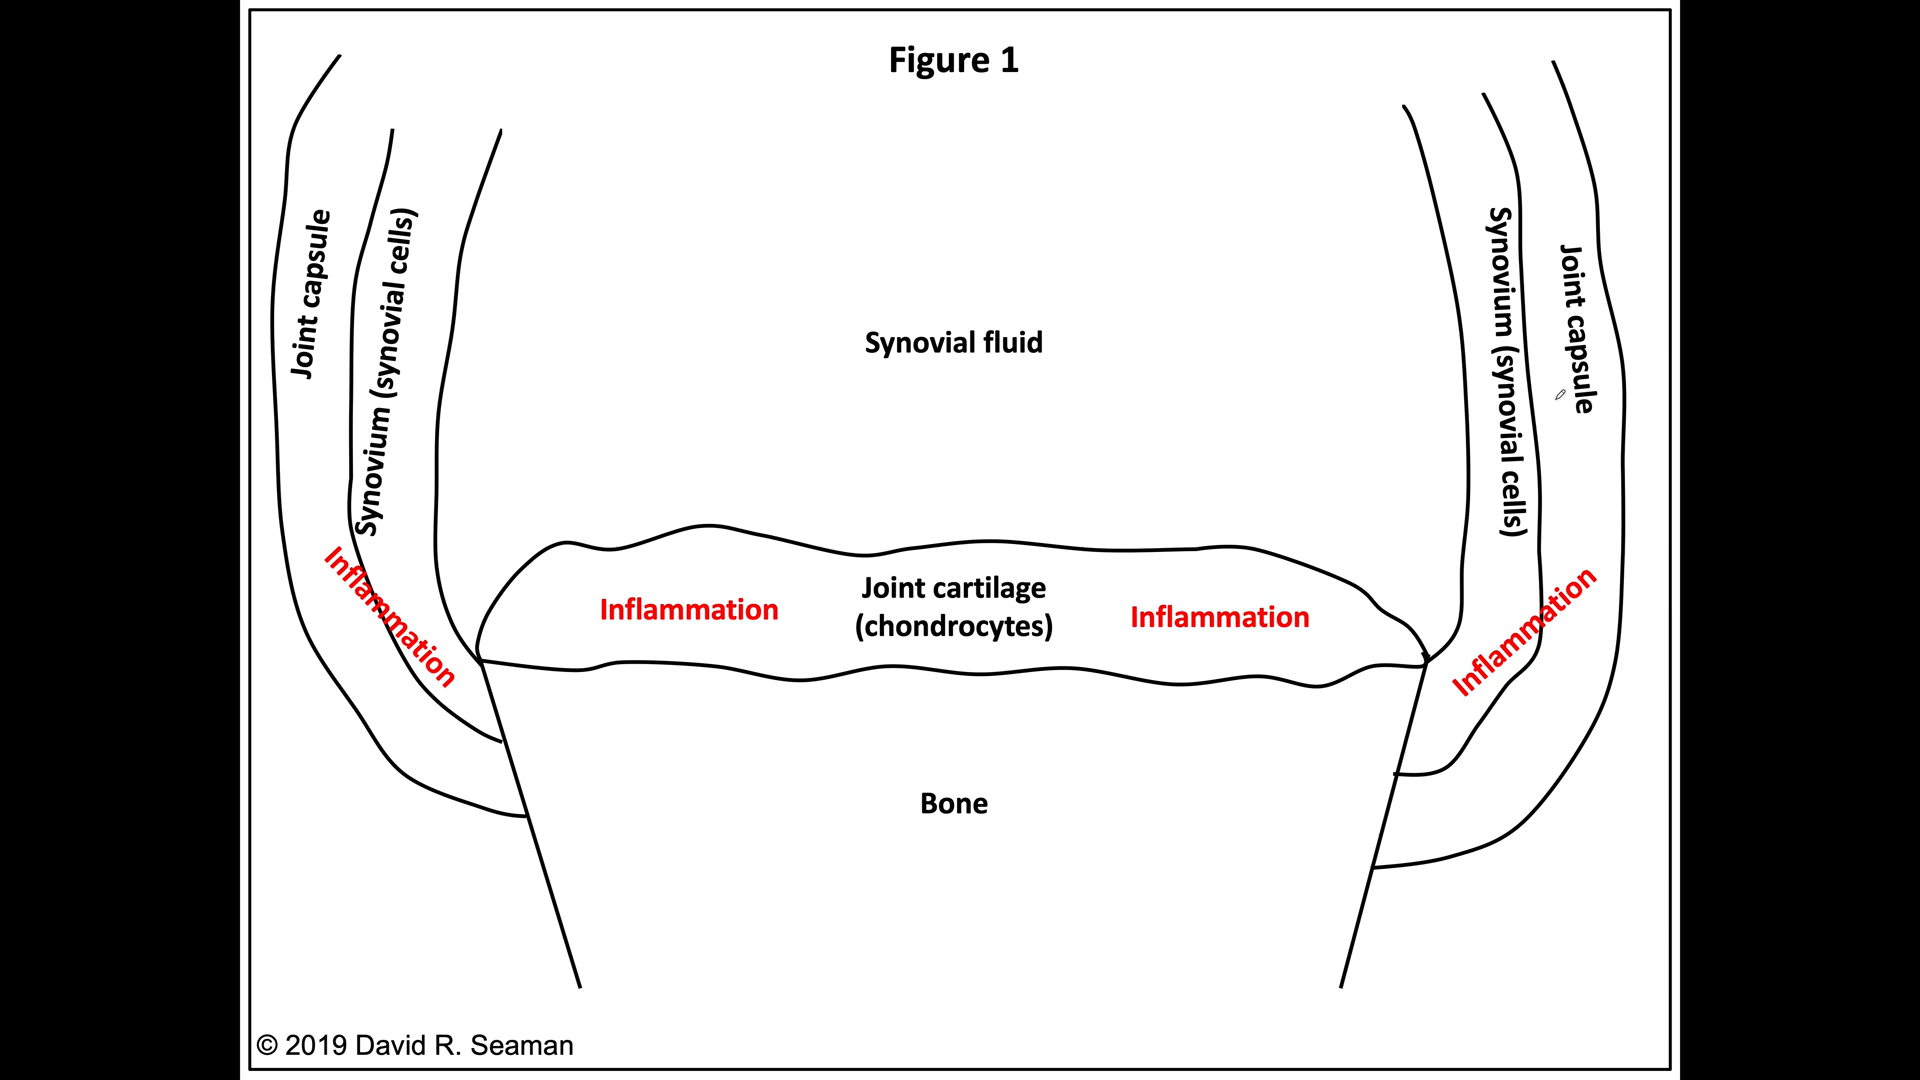 Figure 1
Joint capsule
Synovium (synovial cells)
Synovial fluid
Synovium (synovial cells)
Joint capsule
Inflammation
Inflammation
Joint cartilage
(chondrocytes)
Inflammation
Inflammation
Bone
© 2019 David R. Seaman